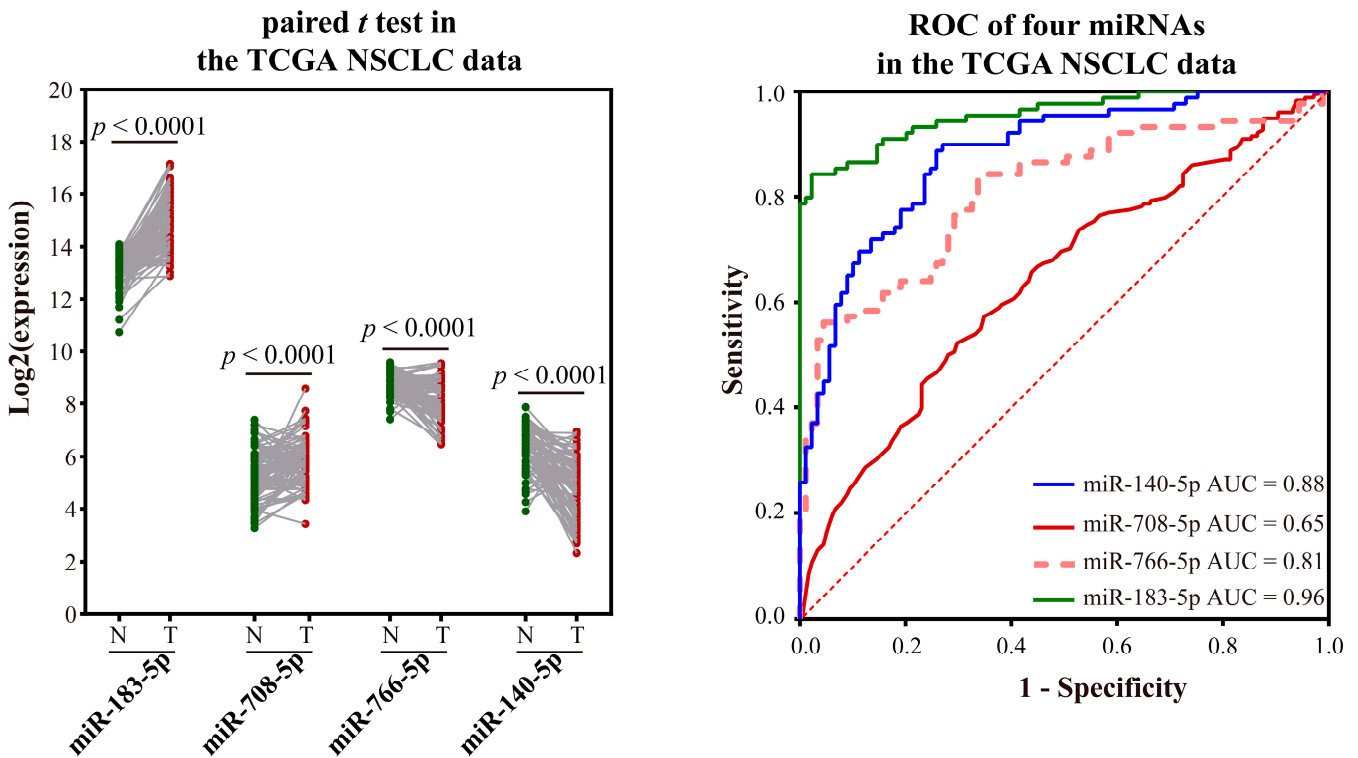 paired t test in
the TCGA NSCLC data
Log2(expression)
20
18
16
14
12
10
8
6
4
2
0
p < 0.0001
p < 0.0001
p < 0.0001
p < 0.0001
N T N T N T N T
miR-183-5p
miR-708-5p
miR-766-5p
miR-140-5p
ROC of four miRNAs
in the TCGA NSCLC data
Sensitivity
1.0
0.8
0.6
0.4
0.2
0.0
miR-140-5p AUC = 0.88
miR-708-5p AUC = 0.65
miR-766-5p AUC = 0.81
miR-183-5p AUC = 0.96
0.0 0.2 0.4 0.6 0.8 1.0
1 - Specificity